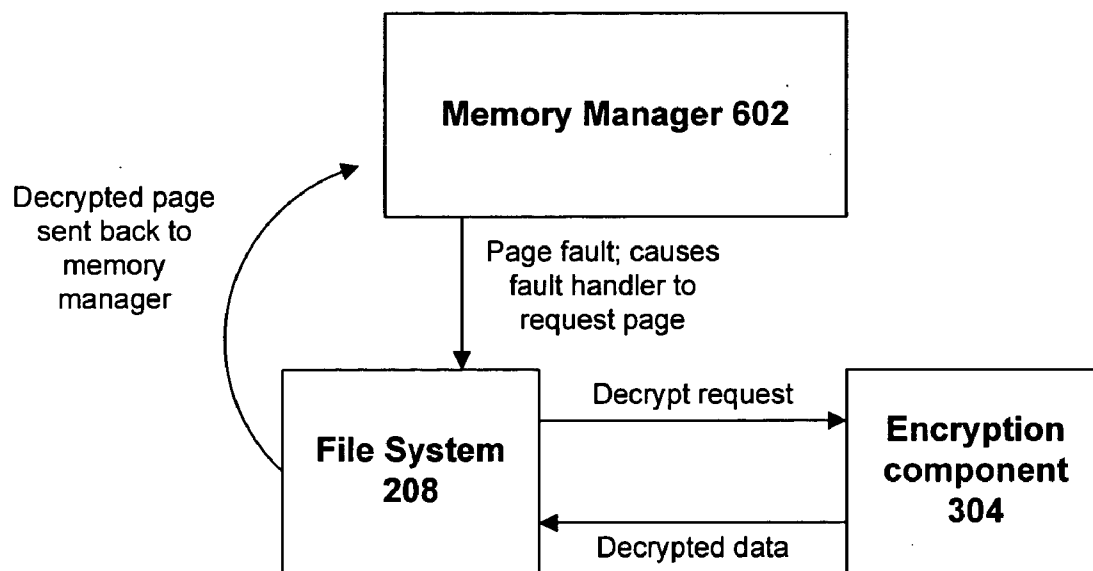 Memory Manager 602
Decrypted page
sent back to
memory
manager
Page fault; causes
fault handler to
request page
File System
208
Decrypt request
Decrypted data
Encryption
component
304